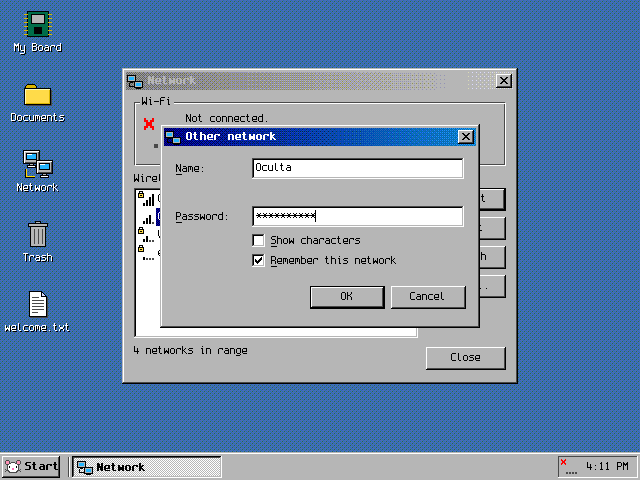 My Board
Documents
Network
Trash
welcome.txt
Network
Wi-Fi
Not connected.
Other network
Name:
Oculta
Password:
**********
Show characters
Remember this network
OK
Cancel
4 networks in range
Close
Start
Network
4:11 PM